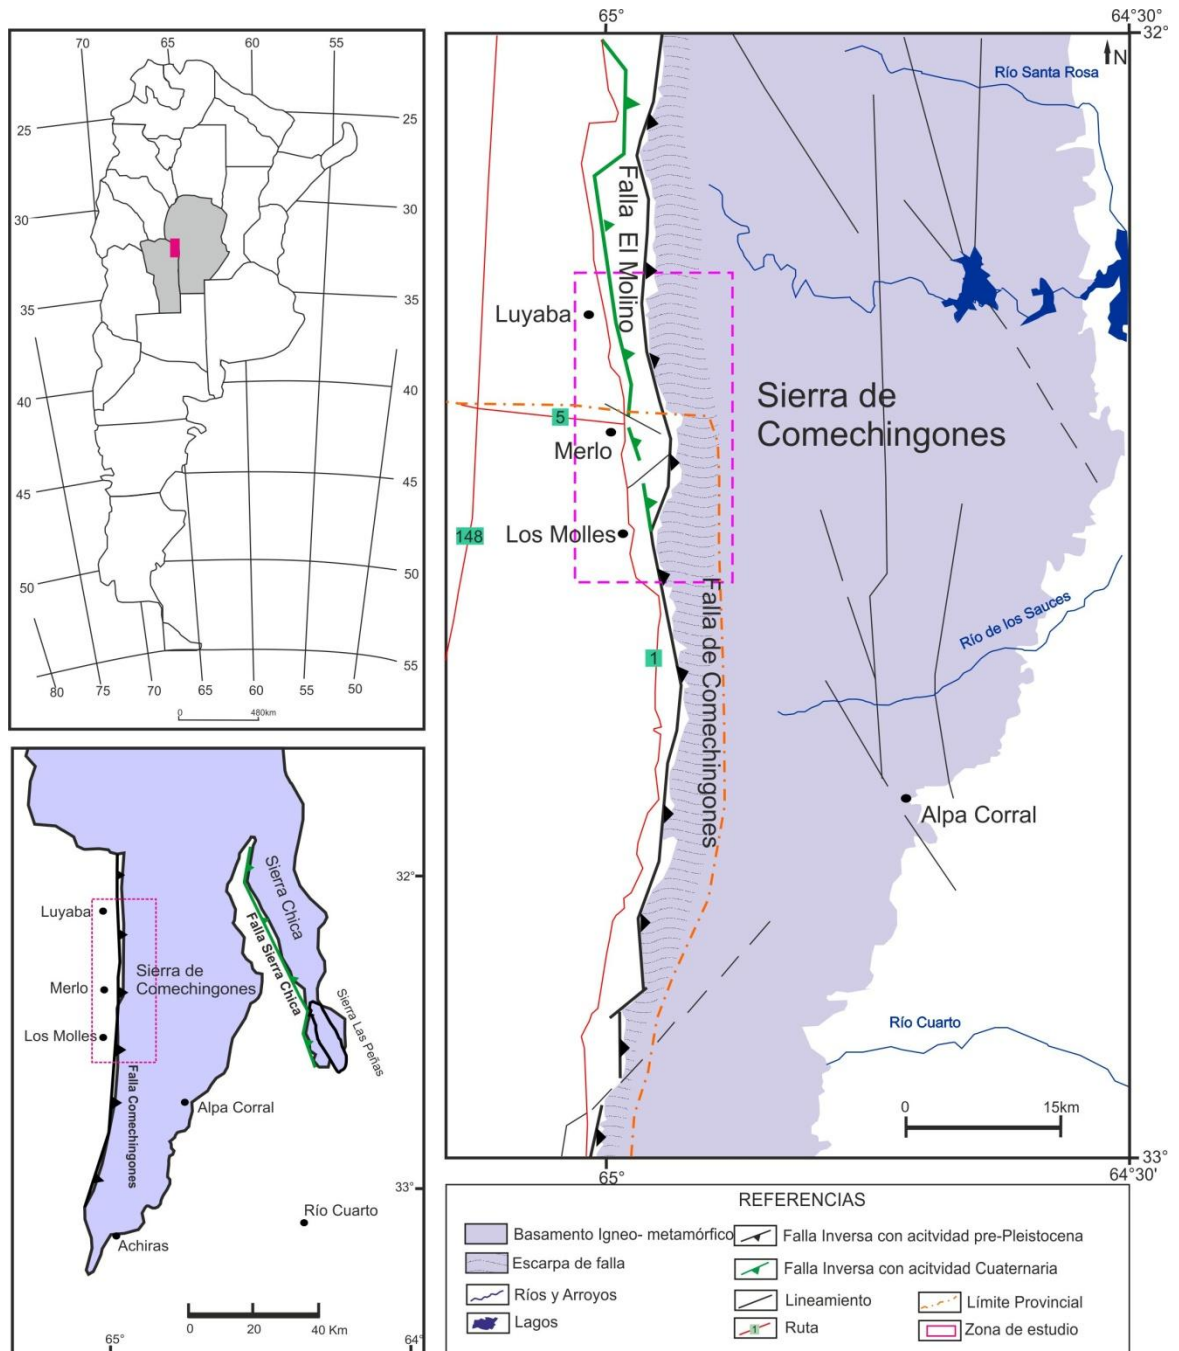 70
65
60
55
25
25
30
30
35
35
40
40
45
45
50
50
55
80
75
70
65
60
55
50
0
480km
65°
64°30'
32°
N
Río Santa Rosa
Falla El Molino
Luyaba
Sierra de
Comechingones
5
Merlo
148
Los Molles
Falla de Comechingones
Río de los Sauces
1
Alpa Corral
Río Cuarto
0
15km
33°
65°
64°30'
Sierra Chica
32°
Luyaba
Falla Sierra Chica
Sierra de
Comechingones
Merlo
Sierra Las Peñas
Los Molles
Falla Comechingones
Alpa Corral
33°
Río Cuarto
Achiras
0
20
40 Km
65°
64°
REFERENCIAS
Basamento Igneo- metamórfico
Falla Inversa con acitvidad pre-Pleistocena
Escarpa de falla
Falla Inversa con acitvidad Cuaternaria
Ríos y Arroyos
Lineamiento
Límite Provincial
Lagos
1
Ruta
Zona de estudio